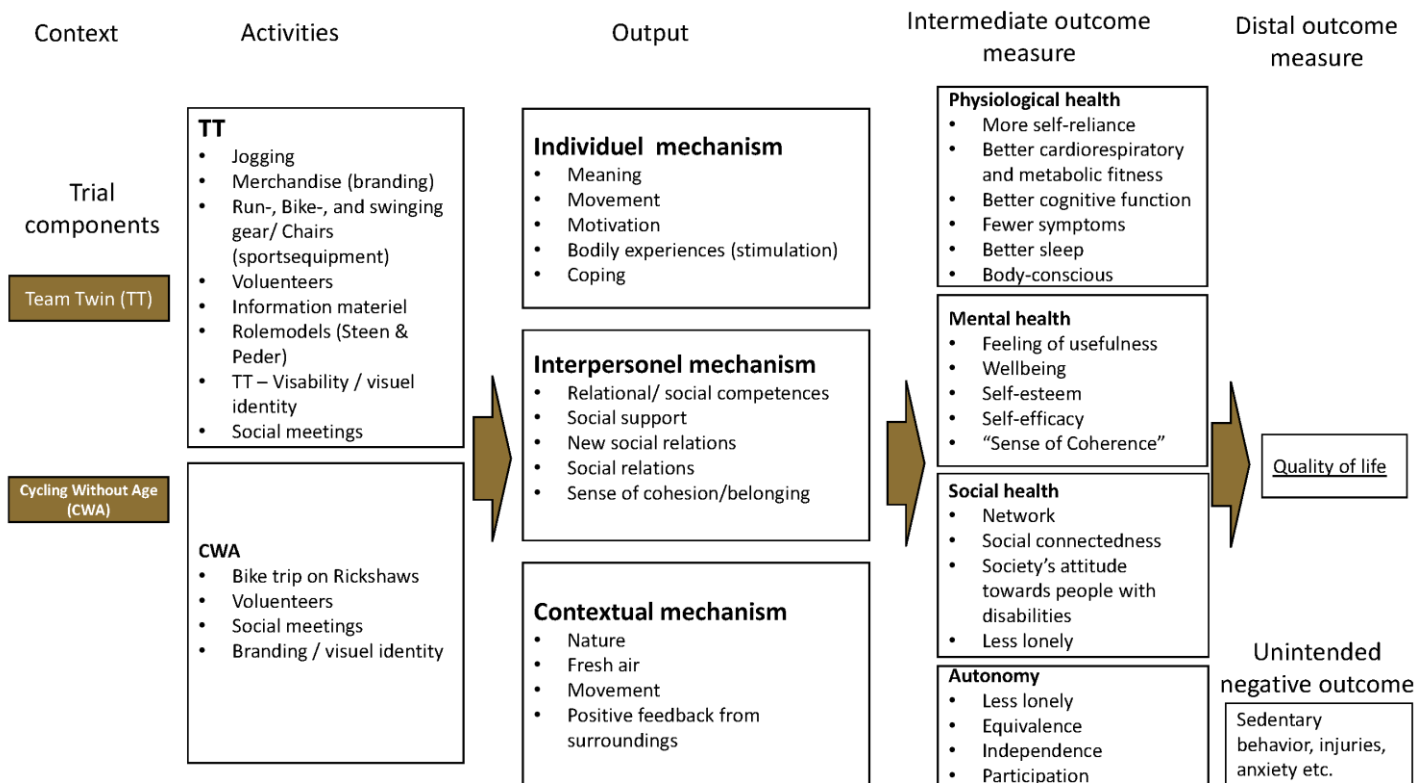 Context
Activities
Output
Intermediate outcome
measure
Distal outcome
measure
Trial
components
Team Twin (TT)
Cycling Without Age
(CWA)
TT
• Jogging
• Merchandise (branding)
• Run-, Bike-, and swinging
gear/ Chairs
(sportsequipment)
• Volunteers
• Information materiel
• Rolemodels (Steen &
Peder)
• TT – Visability / visuel
identity
• Social meetings
CWA
• Bike trip on Rickshaws
• Voluenteers
• Social meetings
• Branding / visuel identity
Individuel mechanism
• Meaning
• Movement
• Motivation
• Bodily experiences (stimulation)
• Coping
Interpersonel mechanism
• Relational/ social competences
• Social support
• New social relations
• Social relations
• Sense of cohesion/belonging
Contextual mechanism
• Nature
• Fresh air
• Movement
• Positive feedback from
surroundings
Physiological health
• More self-reliance
• Better cardiorespiratory
and metabolic fitness
• Better cognitive function
• Fewer symptoms
• Better sleep
• Body-conscious
Mental health
• Feeling of usefulness
• Wellbeing
• Self-esteem
• Self-efficacy
• “Sense of Coherence”
Social health
• Network
• Social connectedness
• Society’s attitude
towards people with
disabilities
• Less lonely
Autonomy
• Less lonely
• Equivalence
• Independence
• Participation
Quality of life
Unintended
negative outcome
Sedentary
behavior, injuries,
anxiety etc.